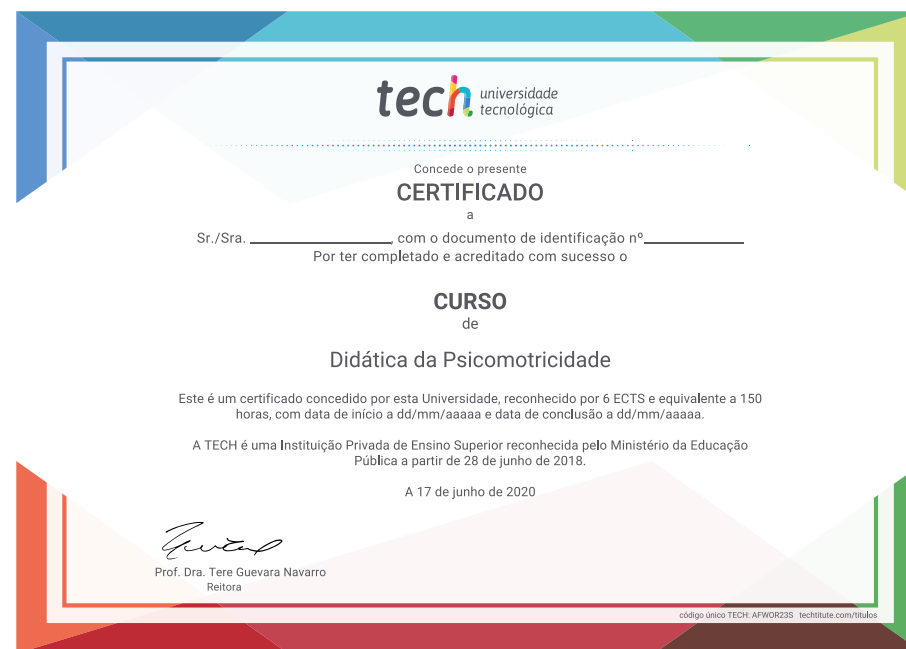 tech universidade
tecnológica
Concede o presente
CERTIFICADO
a
Sr./Sra. , com o documento de identificação nº
Por ter completado e acreditado com sucesso o
CURSO
de
Didática da Psicomotricidade
Este é um certificado concedido por esta Universidade, reconhecido por 6 ECTS e equivalente a 150
horas, com data de início a dd/mm/aaaaa e data de conclusão a dd/mm/aaaaa.
A TECH é uma Instituição Privada de Ensino Superior reconhecida pelo Ministério da Educação
Pública a partir de 28 de junho de 2018.
A 17 de junho de 2020
Prof. Dra. Tere Guevara Navarro
Reitora
código único TECH: AFWOR23S techtitute.com/titulos